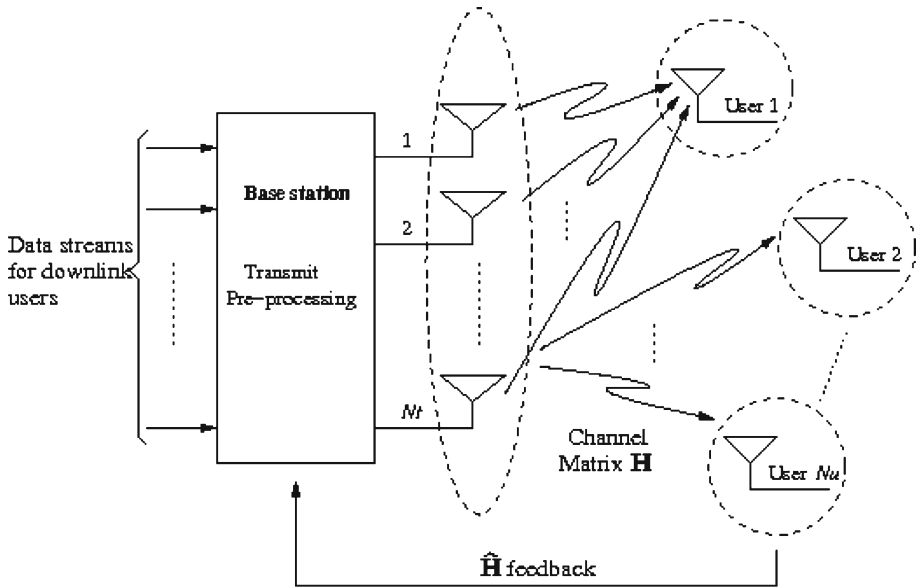 User 1
1
Base station
2
Data streams
for downlink
users
User 2
Transmit
Pre-processing
Nt
Channel
Matrix H
User Nu
Ĥ feedback